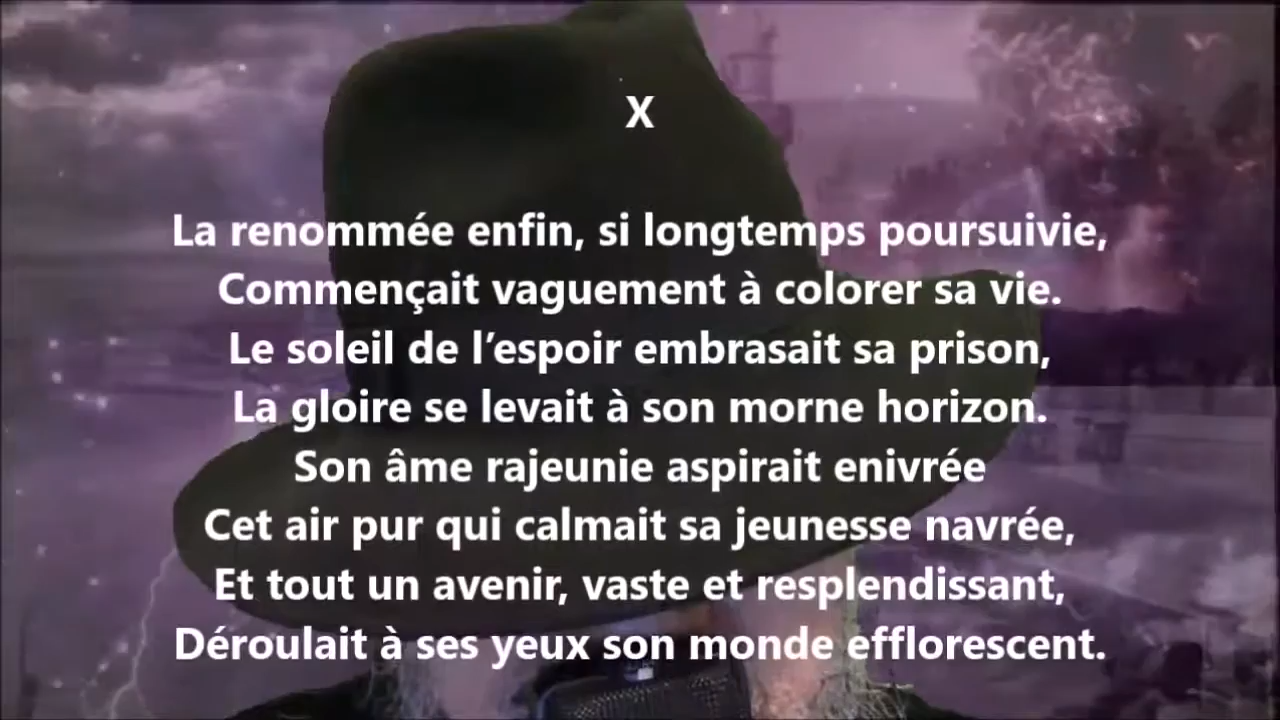 X
La renommée enfin, si longtemps poursuivie,
Commençait vaguement à colorer sa vie.
Le soleil de l’espoir embrasait sa prison,
La gloire se levait à son morne horizon.
Son âme rajeunie aspirait enivrée
Cet air pur qui calmait sa jeunesse navrée,
Et tout un avenir, vaste et resplendissant,
Déroulait à ses yeux son monde efflorescent.